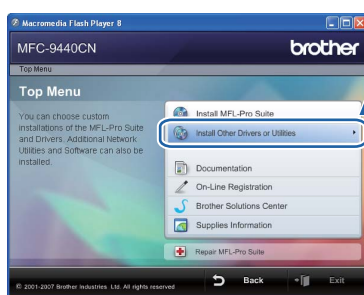 Macromedia Flash Player 8
MFC-9440CN
brother
Top Menu
Top Menu
You can choose custom
installations of the MFL-Pro Suite
and Drivers. Additional Network
Utilities and Software can also be
installed.
Install MFL-Pro Suite
Install Other Drivers or Utilities
Documentation
On-Line Registration
Brother Solutions Center
Supplies Information
Repair MFL-Pro Suite
© 2001-2007 Brother Industries Ltd. All rights reserved
Back
Exit